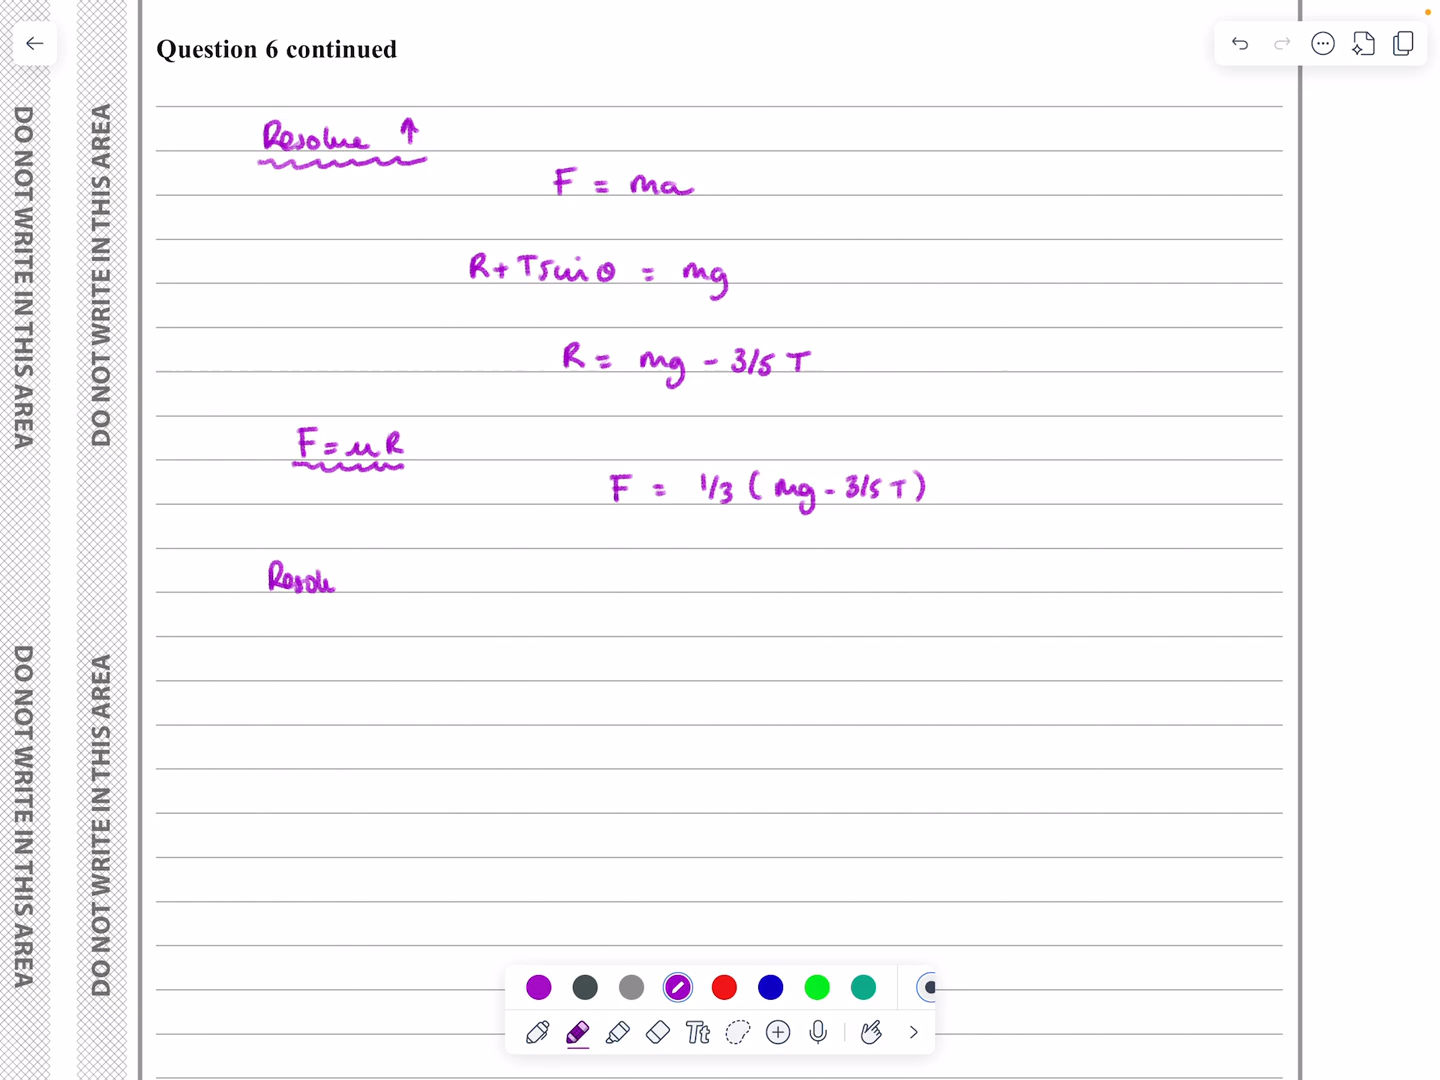 Question 6 continued
Resolve ↑
F = ma
R + T sin θ = mg
R = mg - 3/5 T
F = μR
F = 1/3 ( mg - 3/5 T )
Resolv
DO NOT WRITE IN THIS AREA
DO NOT WRITE IN THIS AREA
DO NOT WRITE IN THIS AREA
DO NOT WRITE IN THIS AREA
Tt